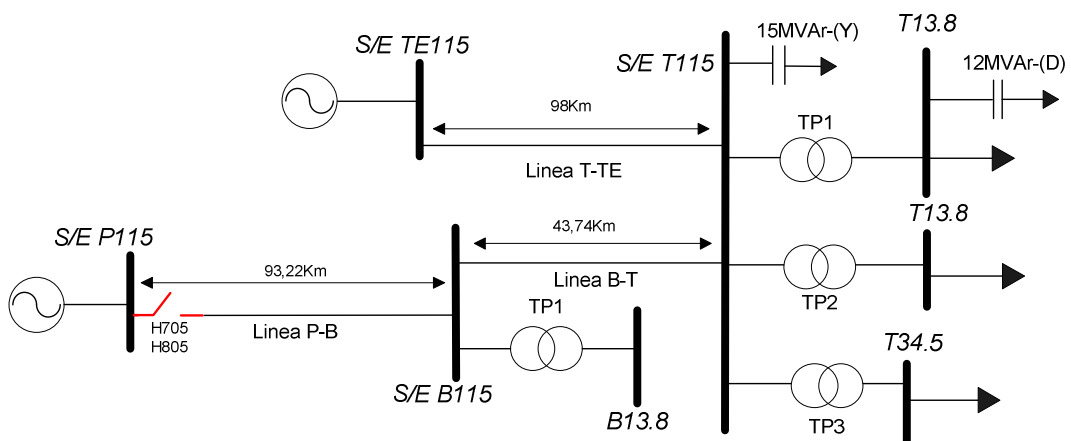 15MVAr-(Y)
T13.8
S/E TE115
S/E T115
12MVAr-(D)
98Km
TP1
Linea T-TE
T13.8
S/E P115
43,74Km
93,22Km
Linea B-T
TP1
TP2
H705
H805
Linea P-B
T34.5
S/E B115
B13.8
TP3